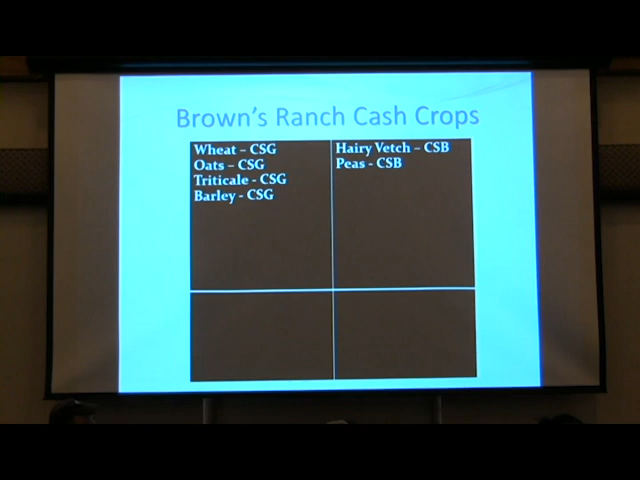 Brown's Ranch Cash Crops
Wheat – CSG
Oats – CSG
Triticale - CSG
Barley - CSG
Hairy Vetch – CSB
Peas - CSB